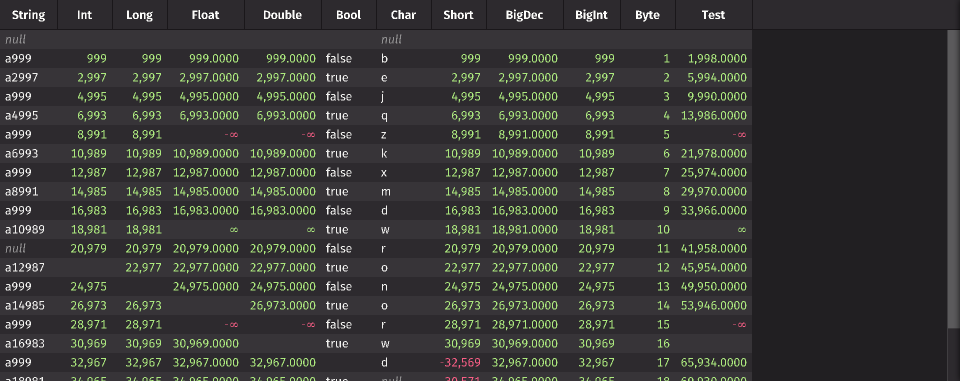 String Int Long Float Double Bool Char Short BigDec BigInt Byte Test
null null
a999 999 999 999.0000 999.0000 false b 999 999.0000 999 1 1,998.0000
a2997 2,997 2,997 2,997.0000 2,997.0000 true e 2,997 2,997.0000 2,997 2 5,994.0000
a999 4,995 4,995 4,995.0000 4,995.0000 false j 4,995 4,995.0000 4,995 3 9,990.0000
a4995 6,993 6,993 6,993.0000 6,993.0000 true q 6,993 6,993.0000 6,993 4 13,986.0000
a999 8,991 8,991 -∞ -∞ false z 8,991 8,991.0000 8,991 5 -∞
a6993 10,989 10,989 10,989.0000 10,989.0000 true k 10,989 10,989.0000 10,989 6 21,978.0000
a999 12,987 12,987 12,987.0000 12,987.0000 false x 12,987 12,987.0000 12,987 7 25,974.0000
a8991 14,985 14,985 14,985.0000 14,985.0000 true m 14,985 14,985.0000 14,985 8 29,970.0000
a999 16,983 16,983 16,983.0000 16,983.0000 false d 16,983 16,983.0000 16,983 9 33,966.0000
a10989 18,981 18,981 ∞ ∞ true w 18,981 18,981.0000 18,981 10 ∞
null 20,979 20,979 20,979.0000 20,979.0000 false r 20,979 20,979.0000 20,979 11 41,958.0000
a12987 22,977 22,977.0000 22,977.0000 true o 22,977 22,977.0000 22,977 12 45,954.0000
a999 24,975 24,975.0000 24,975.0000 false n 24,975 24,975.0000 24,975 13 49,950.0000
a14985 26,973 26,973 26,973.0000 true o 26,973 26,973.0000 26,973 14 53,946.0000
a999 28,971 28,971 -∞ -∞ false r 28,971 28,971.0000 28,971 15 -∞
a16983 30,969 30,969 30,969.0000 true w 30,969 30,969.0000 30,969 16
a999 32,967 32,967 32,967.0000 32,967.0000 d -32,569 32,967.0000 32,967 17 65,934.0000